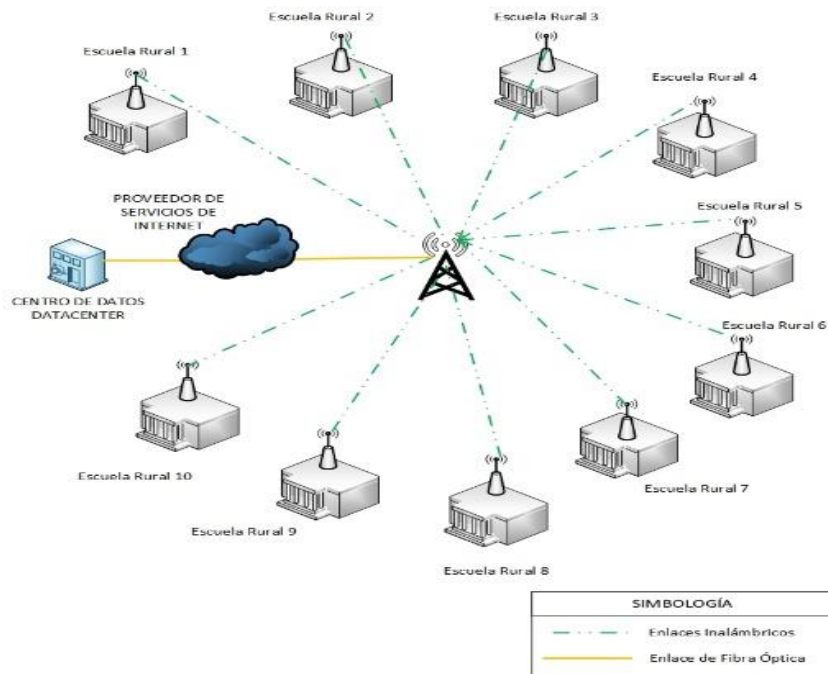 Escuela Rural 2
Escuela Rural 3
Escuela Rural 1
Escuela Rural 4
PROVEEDOR DE
SERVICIOS DE
INTERNET
Escuela Rural 5
CENTRO DE DATOS
DATACENTER
Escuela Rural 6
Escuela Rural 10
Escuela Rural 7
Escuela Rural 9
Escuela Rural 8
SIMBOLOGÍA
Enlaces Inalámbricos
Enlace de Fibra Óptica